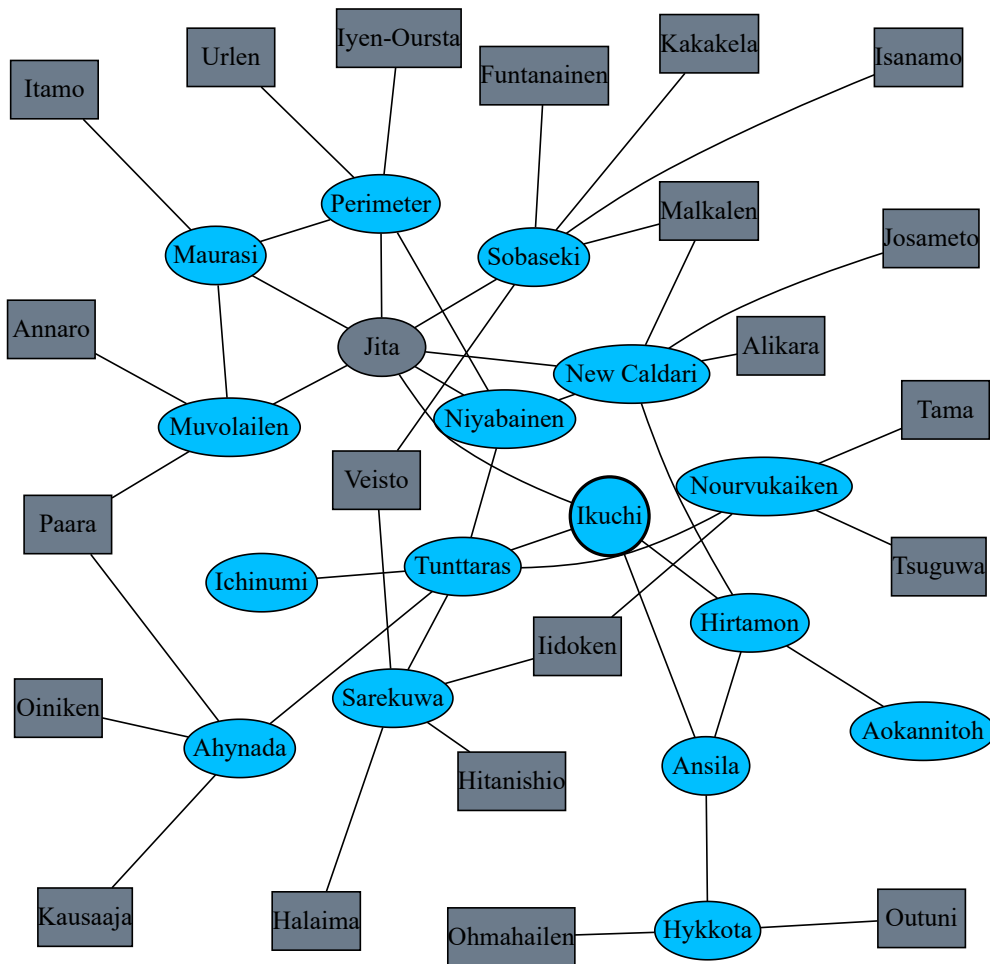 Iyen-Oursta
Urlen
Kakakela
Isanamo
Funtanainen
Itamo
Perimeter
Malkalen
Josameto
Maurasi
Sobaseki
Annaro
Jita
Alikara
New Caldari
Tama
Muvolailen
Niyabainen
Veisto
Nourvukaiken
Paara
Ikuchi
Tunttaras
Tsuguwa
Ichinumi
Hirtamon
Iidoken
Sarekuwa
Oiniken
Ahynada
Aokannitoh
Ansila
Hitanishio
Kausaaja
Halaima
Outuni
Hykkota
Ohmahailen